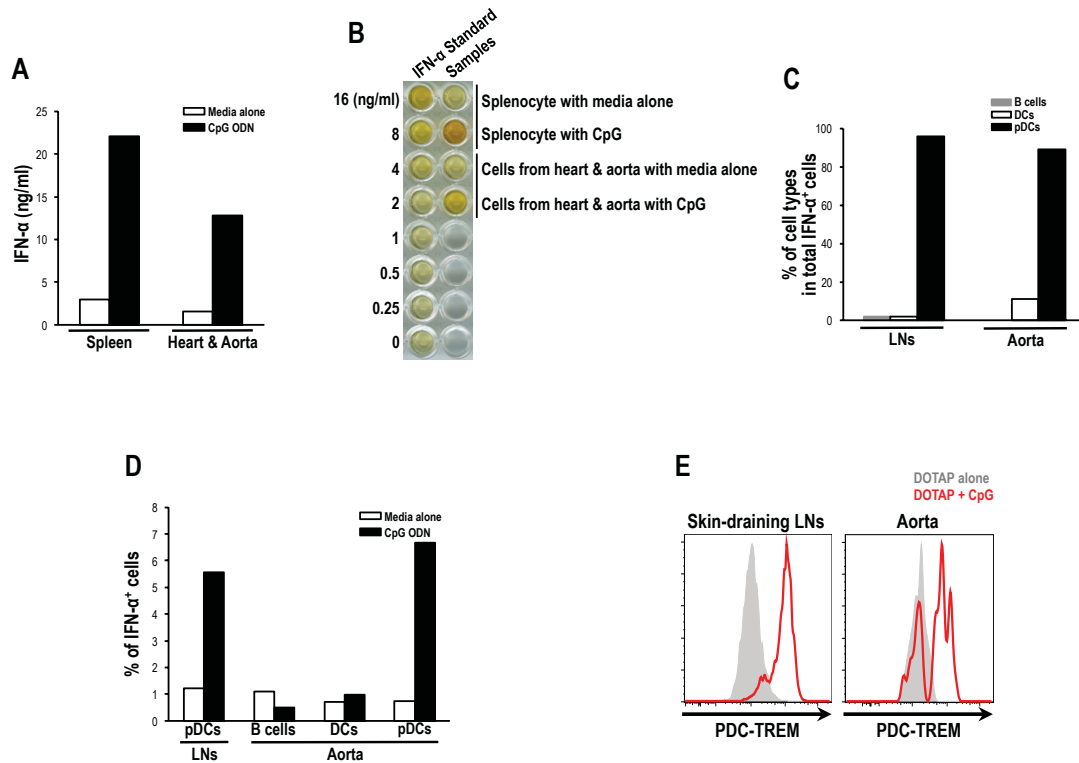 A
Media alone
CpG ODN
IFN-α (ng/ml)
25
20
15
10
5
0
Spleen
Heart & Aorta
B
IFN-α Standard
Samples
16 (ng/ml)
8
4
2
1
0.5
0.25
0
Splenocyte with media alone
Splenocyte with CpG
Cells from heart & aorta with media alone
Cells from heart & aorta with CpG
C
B cells
DCs
pDCs
% of cell types
in total IFN-α+ cells
100
80
60
40
20
0
LNs
Aorta
D
Media alone
CpG ODN
% of IFN-α+ cells
8
7
6
5
4
3
2
1
0
pDCs
B cells
DCs
pDCs
LNs
Aorta
E
DOTAP alone
DOTAP + CpG
Skin-draining LNs
Aorta
PDC-TREM
PDC-TREM